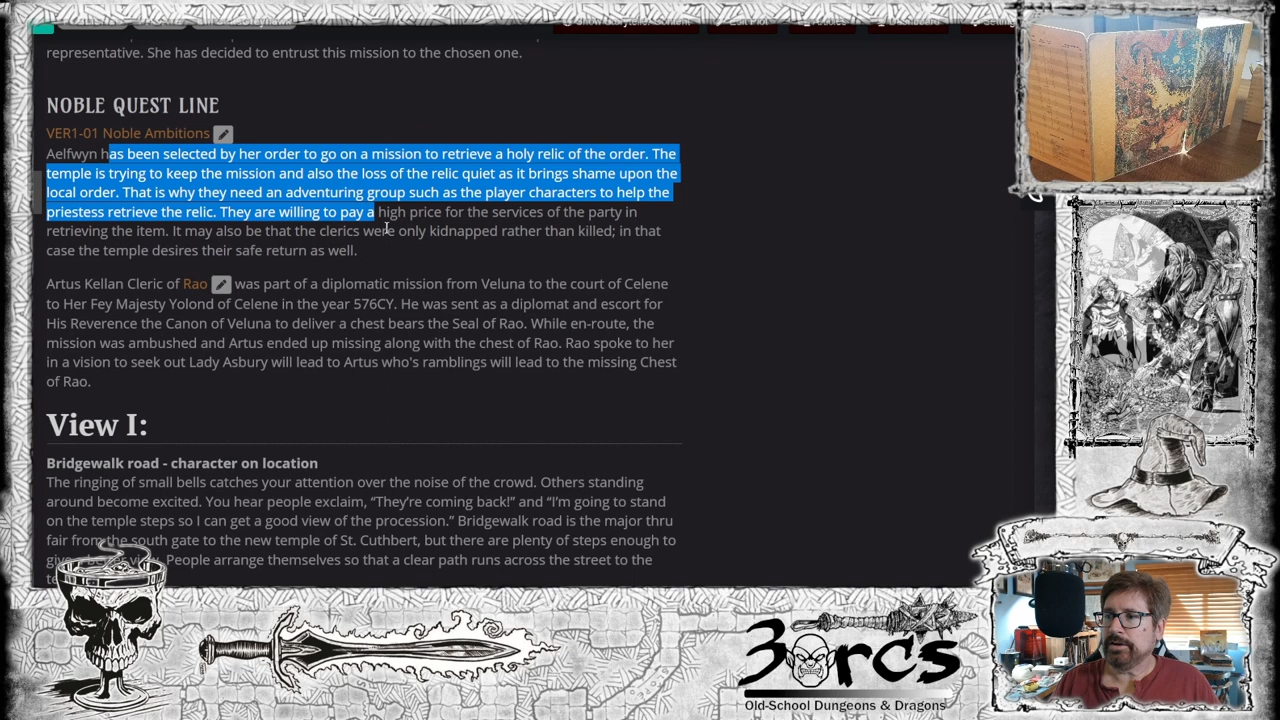 representative. She has decided to entrust this mission to the chosen one.
NOBLE QUEST LINE
VER1-01 Noble Ambitions
Aelfwyn has been selected by her order to go on a mission to retrieve a holy relic of the order. The
temple is trying to keep the mission and also the loss of the relic quiet as it brings shame upon the
local order. That is why they need an adventuring group such as the player characters to help the
priestess retrieve the relic. They are willing to pay a high price for the services of the party in
retrieving the item. It may also be that the clerics were only kidnapped rather than killed; in that
case the temple desires their safe return as well.
Artus Kellan Cleric of Rao was part of a diplomatic mission from Veluna to the court of Celene
to Her Fey Majesty Yolond of Celene in the year 576CY. He was sent as a diplomat and escort for
His Reverence the Canon of Veluna to deliver a chest bears the Seal of Rao. While en-route, the
mission was ambushed and Artus ended up missing along with the chest of Rao. Rao spoke to her
in a vision to seek out Lady Asbury will lead to Artus who's ramblings will lead to the missing Chest
of Rao.
View I:
Bridgewalk road - character on location
The ringing of small bells catches your attention over the noise of the crowd. Others standing
around become excited. You hear people exclaim, “They're coming back!” and “I'm going to stand
on the temple steps so I can get a good view of the procession.” Bridgewalk road is the major thru
fair from the south gate to the new temple of St. Cuthbert, but there are plenty of steps enough to
view. People arrange themselves so that a clear path runs across the street to the
3 orcs
Old-School Dungeons & Dragons